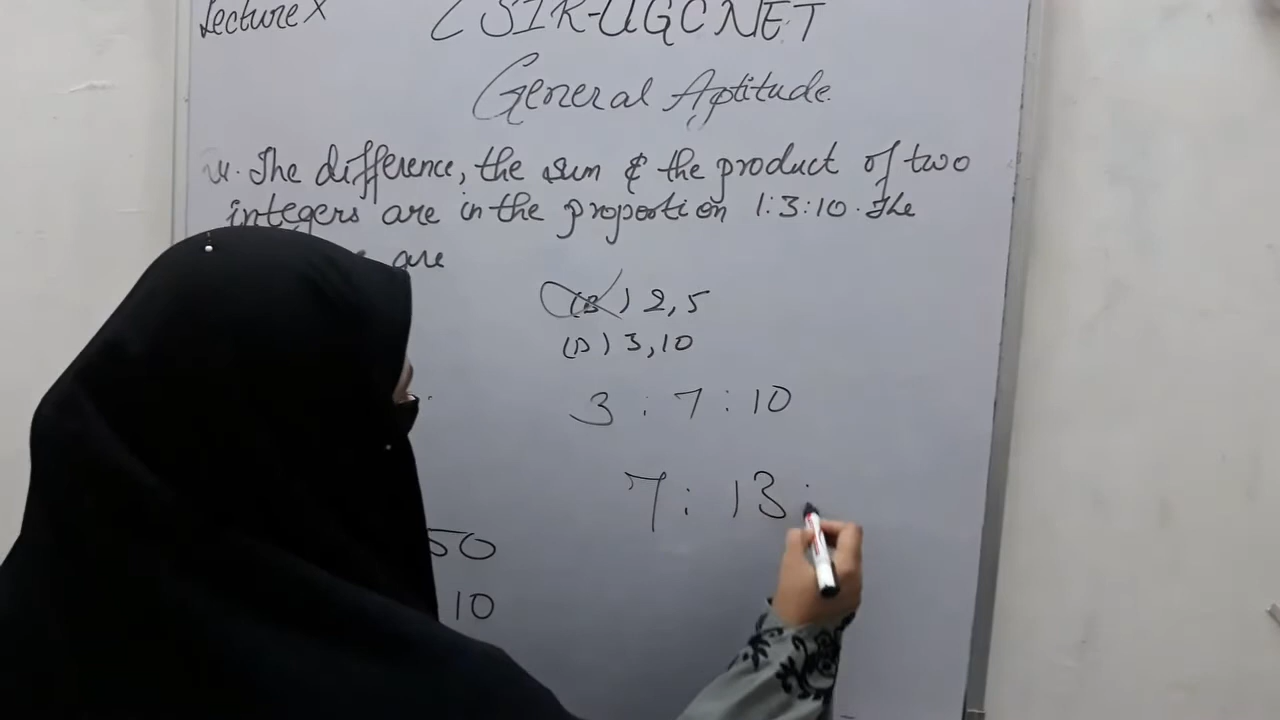 Lecture X
CSIR-UGC NET
General Aptitude.
The difference, the sum & the product of two
integers are in the proportion 1:3:10. The
are
(B) 2,5
(D) 3,10
3 : 7 : 10
7 : 13 :
50
10